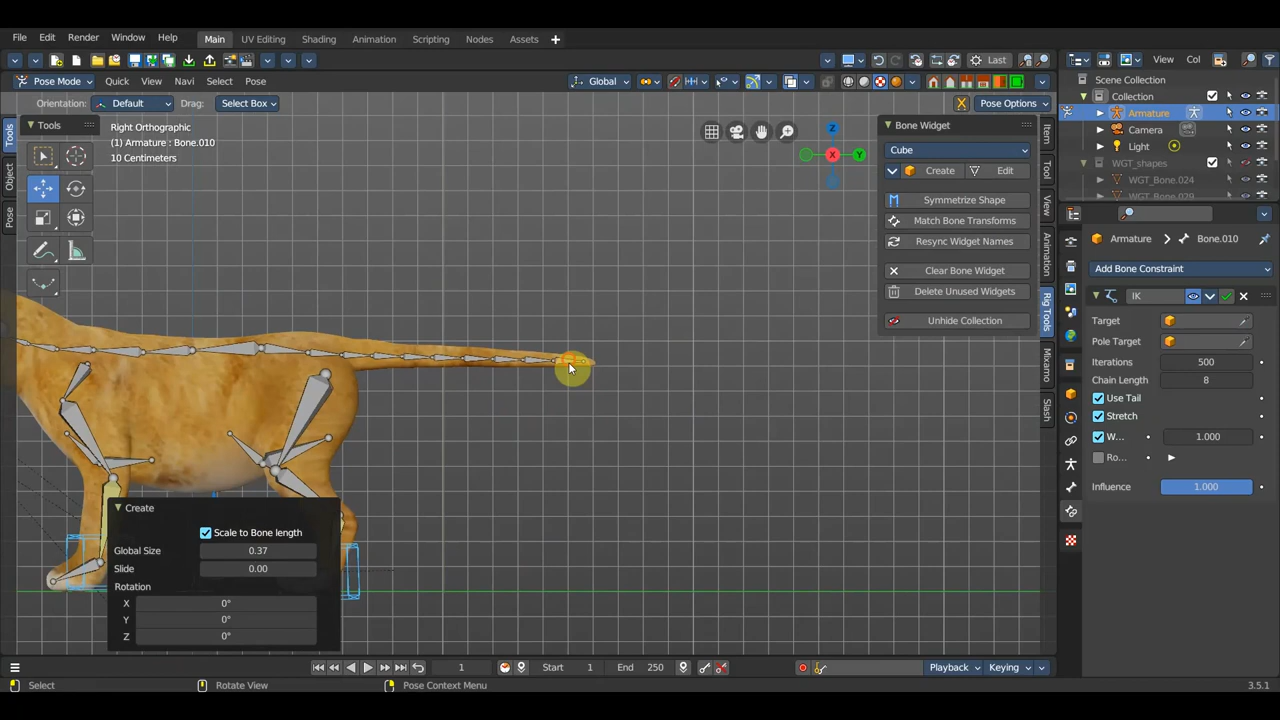 File Edit Render Window Help
Main UV Editing Shading Animation Scripting Nodes Assets
Last
View Col
Pose Mode Quick View Navi Select Pose
Global
Scene Collection
Collection
Orientation: Default Drag: Select Box
Pose Options
Armature
Tools
Tools
Object
Pose
Right Orthographic
(1) Armature : Bone.010
10 Centimeters
Z
X
Y
Bone Widget
Cube
Create Edit
Symmetrize Shape
Match Bone Transforms
Resync Widget Names
Clear Bone Widget
Delete Unused Widgets
Unhide Collection
Item
Tool
View
Animation
Rig Tools
Mixamo
Slash
Camera
Light
WGT_shapes
WGT_Bone.024
WGT_Bone.029
Armature Bone.010
Add Bone Constraint
IK
Target
Pole Target
Iterations 500
Chain Length 8
Use Tail
Stretch
W... 1.000
Ro...
Influence 1.000
Create
Scale to Bone length
Global Size 0.37
Slide 0.00
Rotation
X 0°
Y 0°
Z 0°
1 Start 1 End 250 Playback Keying
Select Rotate View Pose Context Menu 3.5.1